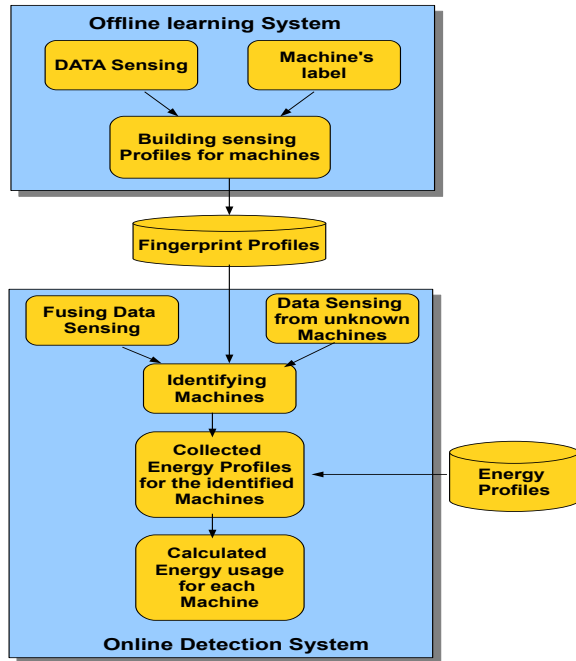 Offline learning System
DATA Sensing
Machine's
label
Building sensing
Profiles for machines
Fingerprint Profiles
Fusing Data
Sensing
Data Sensing
from unknown
Machines
Identifying
Machines
Collected
Energy Profiles
for the identified
Machines
Energy
Profiles
Calculated
Energy usage
for each
Machine
Online Detection System